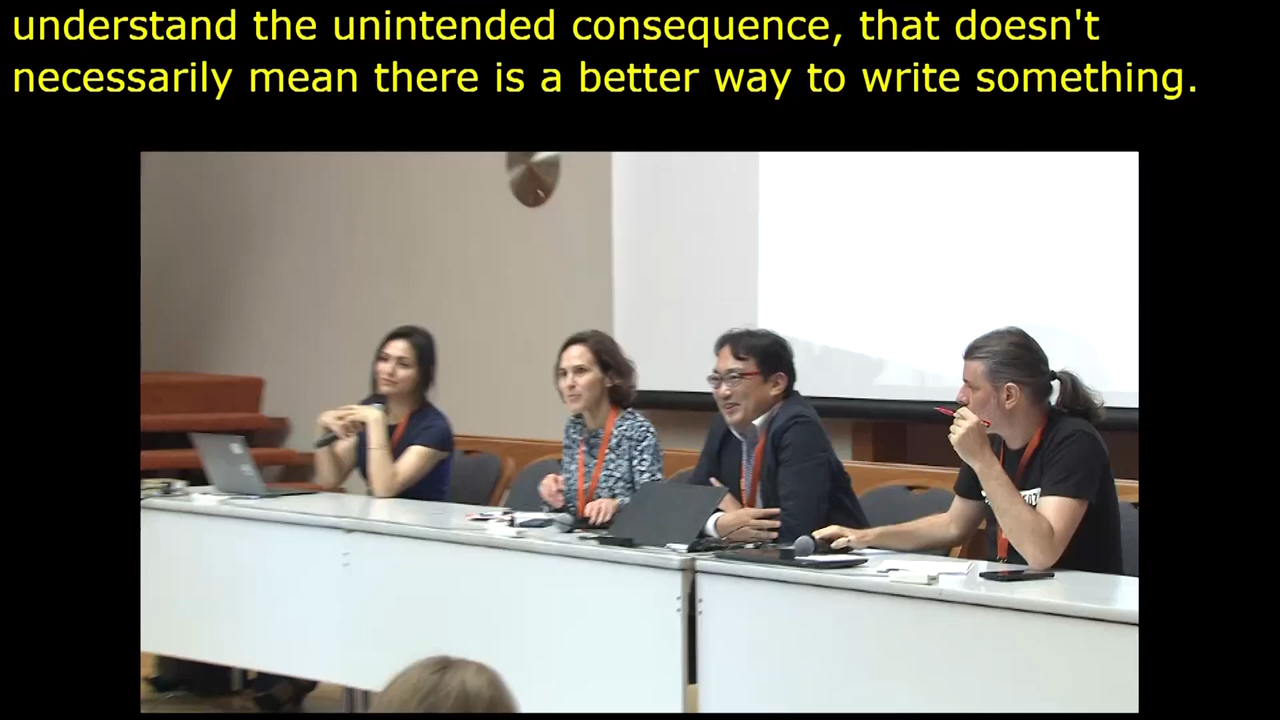 understand the unintended consequence, that doesn't
necessarily mean there is a better way to write something.